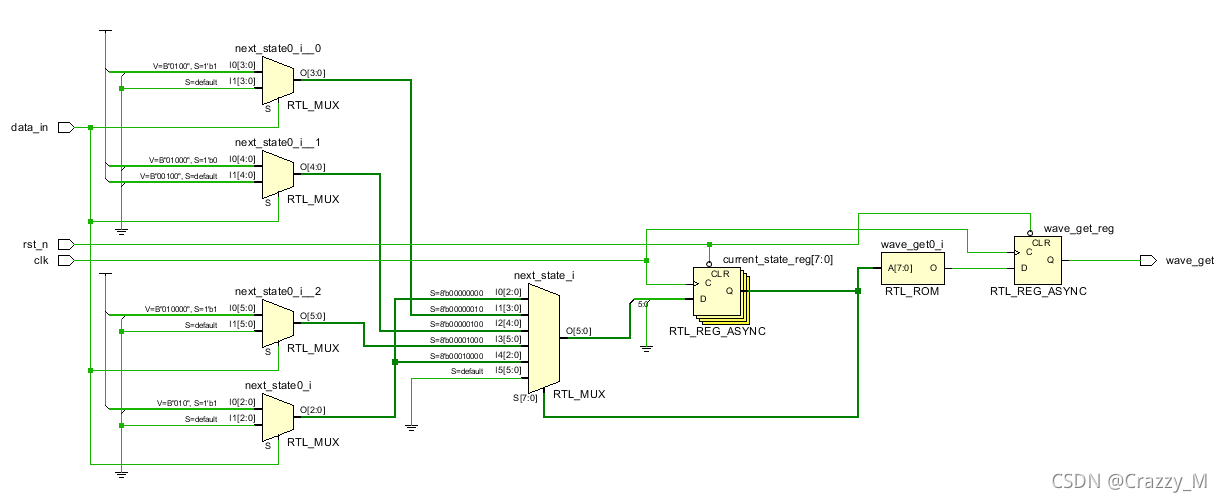 next_state0_i__0
V=B"0100", S=1'b1 I0[3:0]
S=default I1[3:0]
O[3:0]
S
RTL_MUX
data_in
next_state0_i__1
V=B"01000", S=1'b0 I0[4:0]
V=B"00100", S=default I1[4:0]
O[4:0]
S
RTL_MUX
rst_n
clk
next_state0_i__2
V=B"010000", S=1'b1 I0[5:0]
S=default I1[5:0]
O[5:0]
S
RTL_MUX
next_state0_i
V=B"010", S=1'b1 I0[2:0]
S=default I1[2:0]
O[2:0]
S
RTL_MUX
next_state_i
S=8'b00000000 I0[2:0]
S=8'b00000010 I1[3:0]
S=8'b00000100 I2[4:0]
S=8'b00001000 I3[5:0]
S=8'b00010000 I4[2:0]
S=default I5[5:0]
O[5:0]
S[7:0]
RTL_MUX
current_state_reg[7:0]
CLR
C
D
Q
5:0
RTL_REG_ASYNC
wave_get0_i
A[7:0] O
RTL_ROM
wave_get_reg
CLR
C
D
Q
RTL_REG_ASYNC
wave_get
CSDN @Crazzy_M